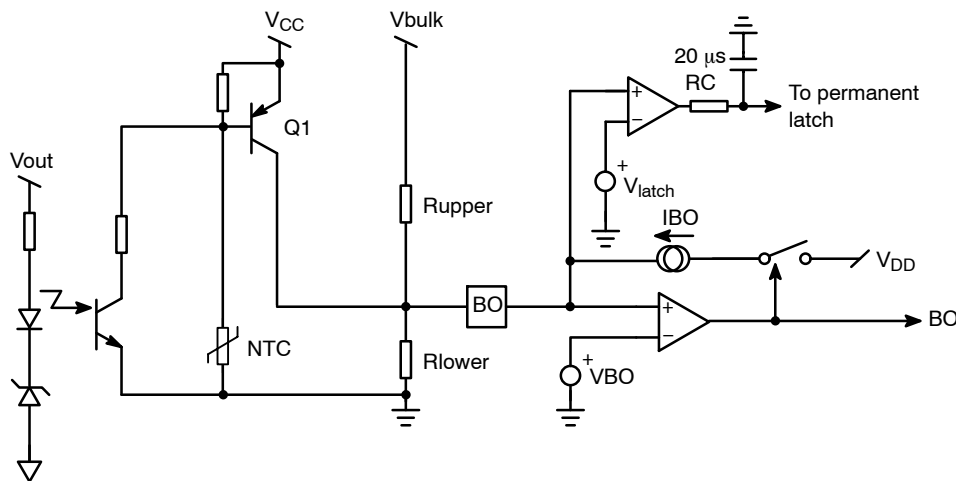 VCC
Vbulk
20 μs
RC
To permanent
latch
Q1
Vout
Rupper
Vlatch
IBO
VDD
BO
BO
NTC
Rlower
VBO
+
−
+
+
−
+